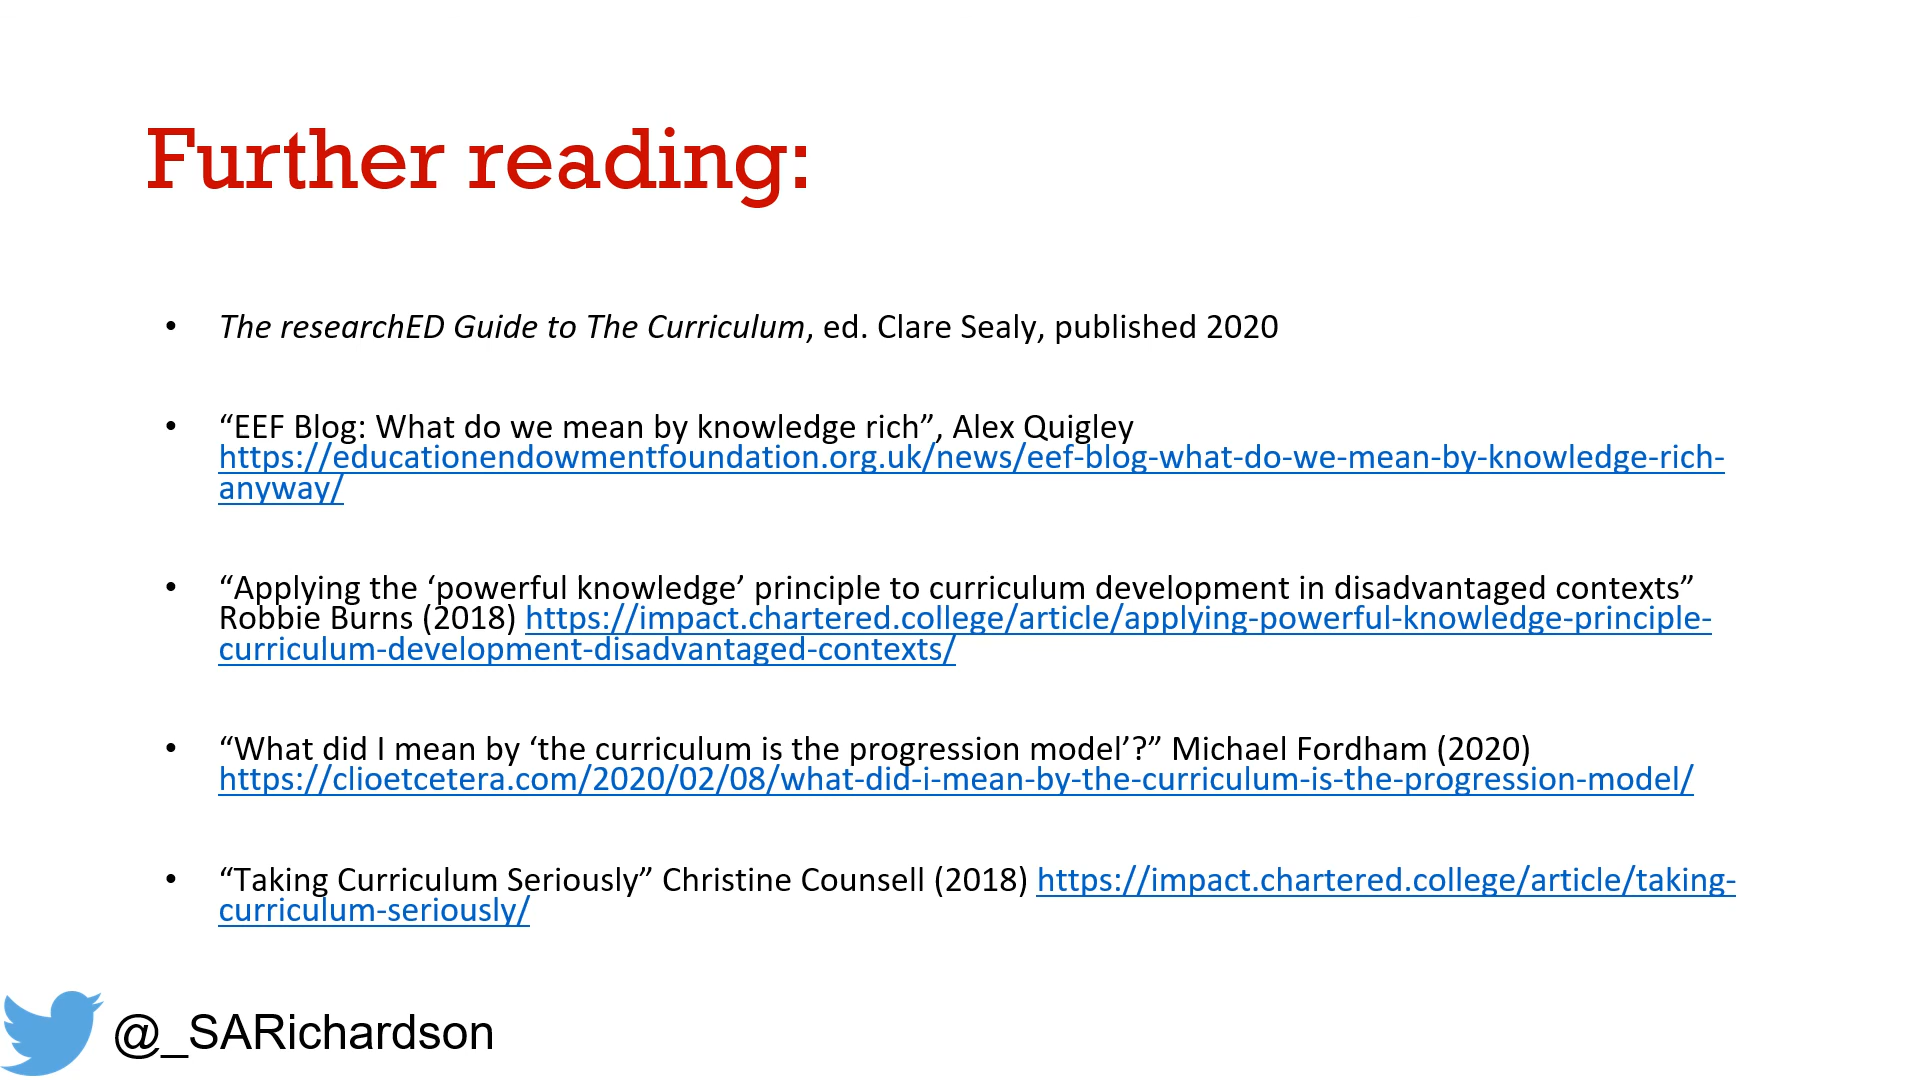 Further reading:
• The researchED Guide to The Curriculum, ed. Clare Sealy, published 2020
• “EEF Blog: What do we mean by knowledge rich”, Alex Quigley
https://educationendowmentfoundation.org.uk/news/eef-blog-what-do-we-mean-by-knowledge-rich-
anyway/
• “Applying the ‘powerful knowledge’ principle to curriculum development in disadvantaged contexts”
Robbie Burns (2018) https://impact.chartered.college/article/applying-powerful-knowledge-principle-
curriculum-development-disadvantaged-contexts/
• “What did I mean by ‘the curriculum is the progression model’?” Michael Fordham (2020)
https://clioetcetera.com/2020/02/08/what-did-i-mean-by-the-curriculum-is-the-progression-model/
• “Taking Curriculum Seriously” Christine Counsell (2018) https://impact.chartered.college/article/taking-
curriculum-seriously/
@_SARichardson